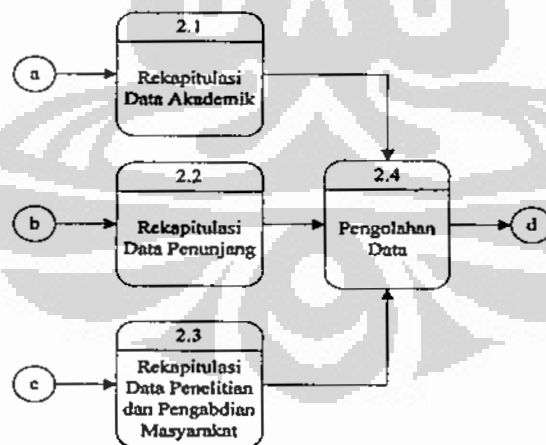 2.1
a
Rekapitulasi
Data Akademik
2.2
2.4
b
Rekapitulasi
Data Penunjang
Pengolahan
Data
d
2.3
c
Rekapitulasi
Data Penelitian
dan Pengabdian
Masyarakat